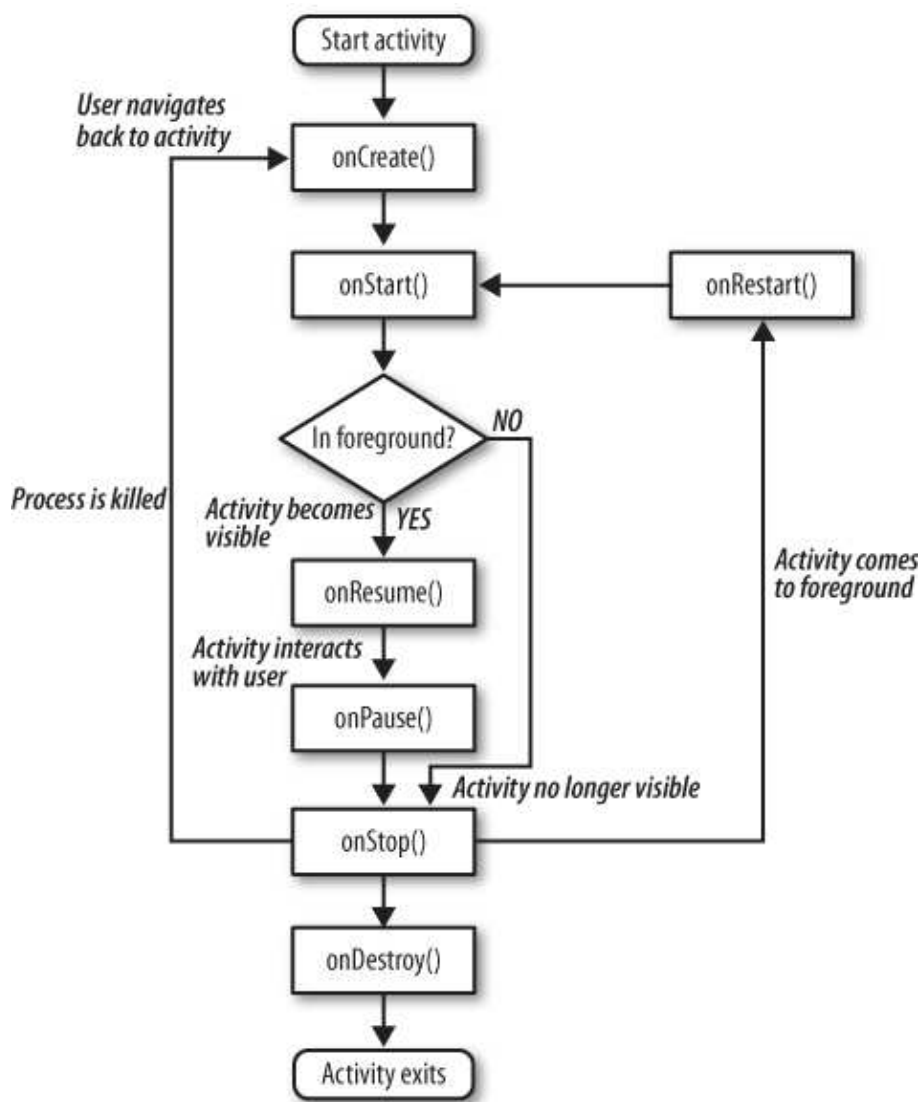 Start activity
User navigates
back to activity
onCreate()
onStart()
onRestart()
In foreground?
NO
Process is killed
Activity becomes
visible
YES
Activity comes
to foreground
onResume()
Activity interacts
with user
onPause()
Activity no longer visible
onStop()
onDestroy()
Activity exits